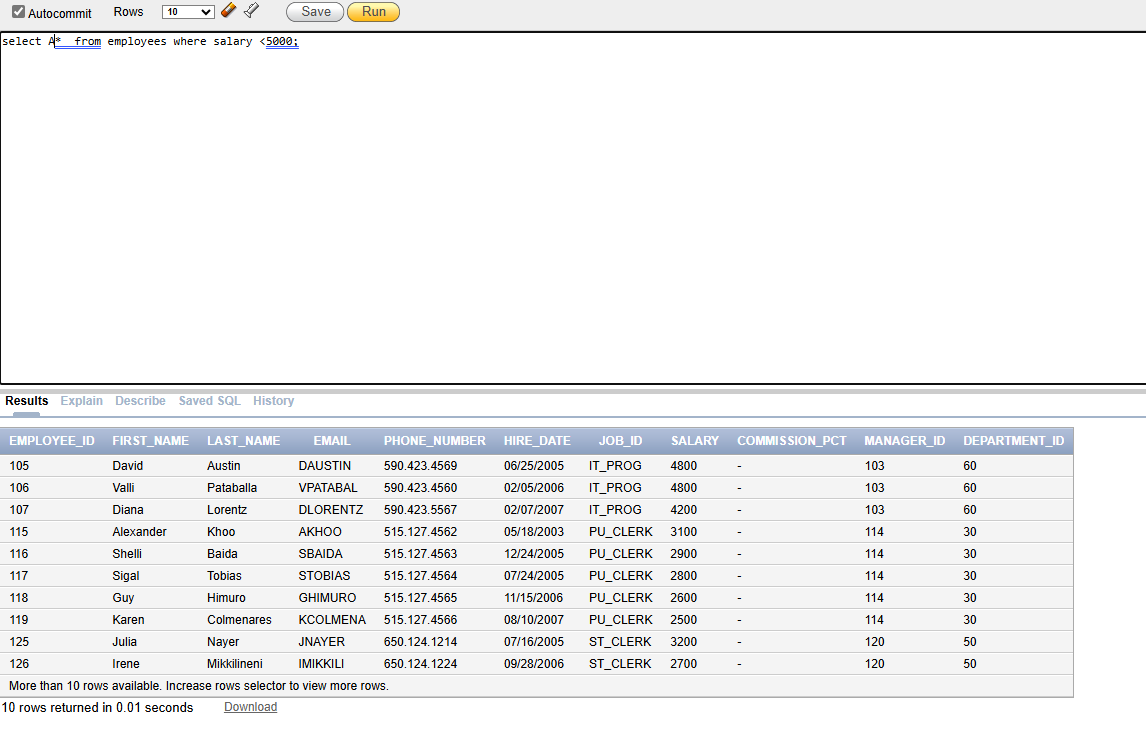 Autocommit Rows 10 Save Run
select A*  from employees where salary <5000;
Results Explain Describe Saved SQL History
EMPLOYEE_ID FIRST_NAME LAST_NAME EMAIL PHONE_NUMBER HIRE_DATE JOB_ID SALARY COMMISSION_PCT MANAGER_ID DEPARTMENT_ID
105 David Austin DAUSTIN 590.423.4569 06/25/2005 IT_PROG 4800 - 103 60
106 Valli Pataballa VPATABAL 590.423.4560 02/05/2006 IT_PROG 4800 - 103 60
107 Diana Lorentz DLORENTZ 590.423.5567 02/07/2007 IT_PROG 4200 - 103 60
115 Alexander Khoo AKHOO 515.127.4562 05/18/2003 PU_CLERK 3100 - 114 30
116 Shelli Baida SBAIDA 515.127.4563 12/24/2005 PU_CLERK 2900 - 114 30
117 Sigal Tobias STOBIAS 515.127.4564 07/24/2005 PU_CLERK 2800 - 114 30
118 Guy Himuro GHIMURO 515.127.4565 11/15/2006 PU_CLERK 2600 - 114 30
119 Karen Colmenares KCOLMENA 515.127.4566 08/10/2007 PU_CLERK 2500 - 114 30
125 Julia Nayer JNAYER 650.124.1214 07/16/2005 ST_CLERK 3200 - 120 50
126 Irene Mikkilineni IMIKKILI 650.124.1224 09/28/2006 ST_CLERK 2700 - 120 50
More than 10 rows available. Increase rows selector to view more rows.
10 rows returned in 0.01 seconds Download